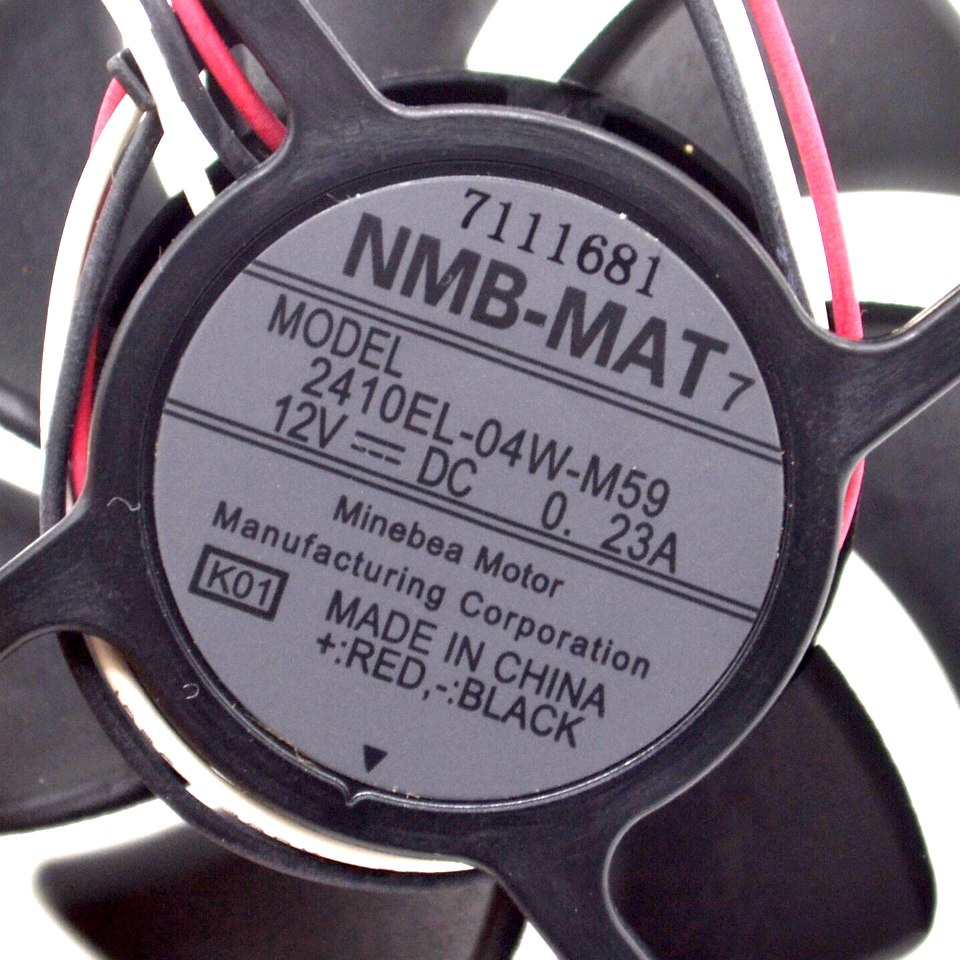 7111681
NMB-MAT 7
MODEL
2410EL-04W-M59
12V ⎓ DC 0. 23A
Minebea Motor
Manufacturing Corporation
K01
MADE IN CHINA
+:RED,-:BLACK